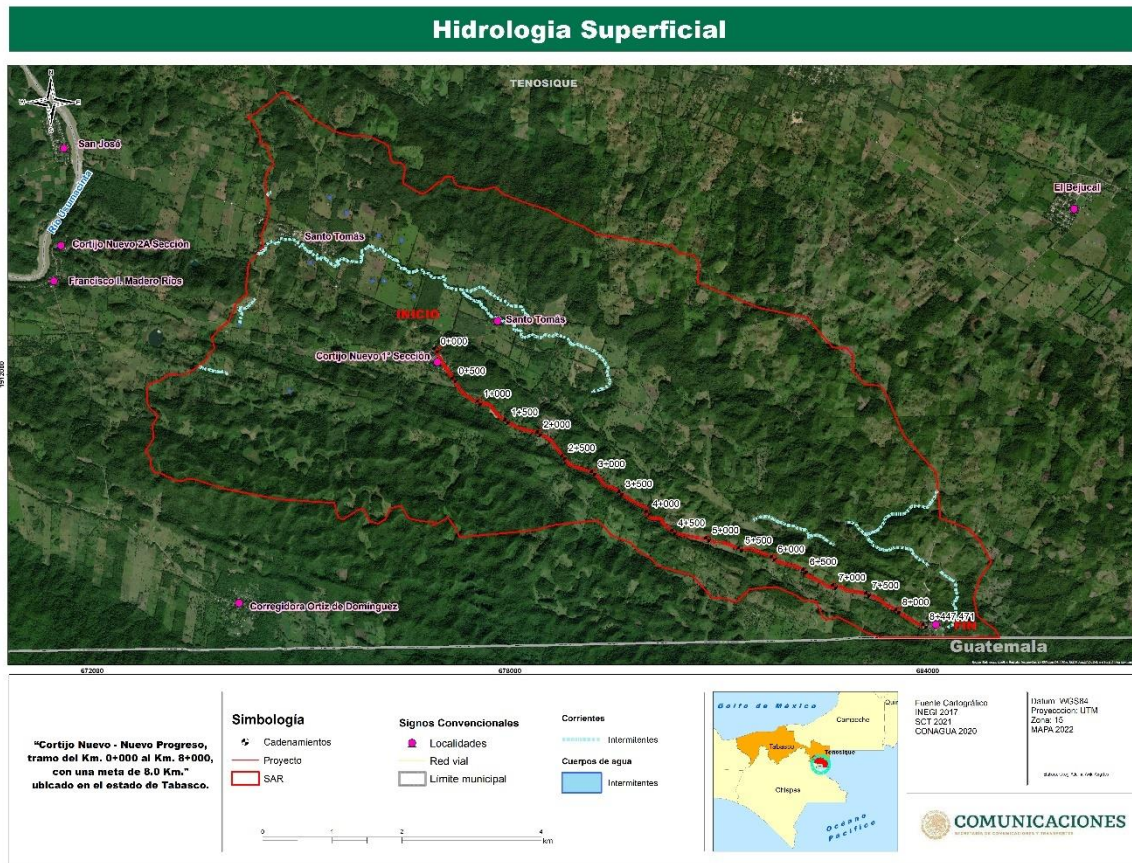 Hidrologia Superficial
TENOSIQUE
N
W
E
S
San José
Río Usumacinta
El Bejucal
Cortijo Nuevo 2A Sección
Santo Tomás
Francisco I. Madero Ríos
INICIO
Santo Tomás
0+000
Cortijo Nuevo 1ª Sección
0+500
1+000
1+500
2+000
2+500
3+000
3+500
4+000
4+500
5+000
5+500
6+000
6+500
7+000
7+500
8+000
8+447.471
Corregidora Ortiz de Domínguez
Guatemala
672000
678000
684000
"Cortijo Nuevo - Nuevo Progreso,
tramo del Km. 0+000 al Km. 8+000,
con una meta de 8.0 Km."
ubicado en el estado de Tabasco.
Simbología
Cadenamientos
Proyecto
SAR
Signos Convencionales
Localidades
Red vial
Límite municipal
Corrientes
Intermitentes
Cuerpos de agua
Intermitentes
0 1 2 4
km
Golfo de México
Campeche
Quin
Tabasco
Tenosique
Chiapas
Océano
Pacífico
Fuente Cartográfico
INEGI 2017
SCT 2021
CONAGUA 2020
Datum: WGS84
Proyeccion: UTM
Zona: 15
MAPA 2022
COMUNICACIONES
SECRETARÍA DE COMUNICACIONES Y TRANSPORTES